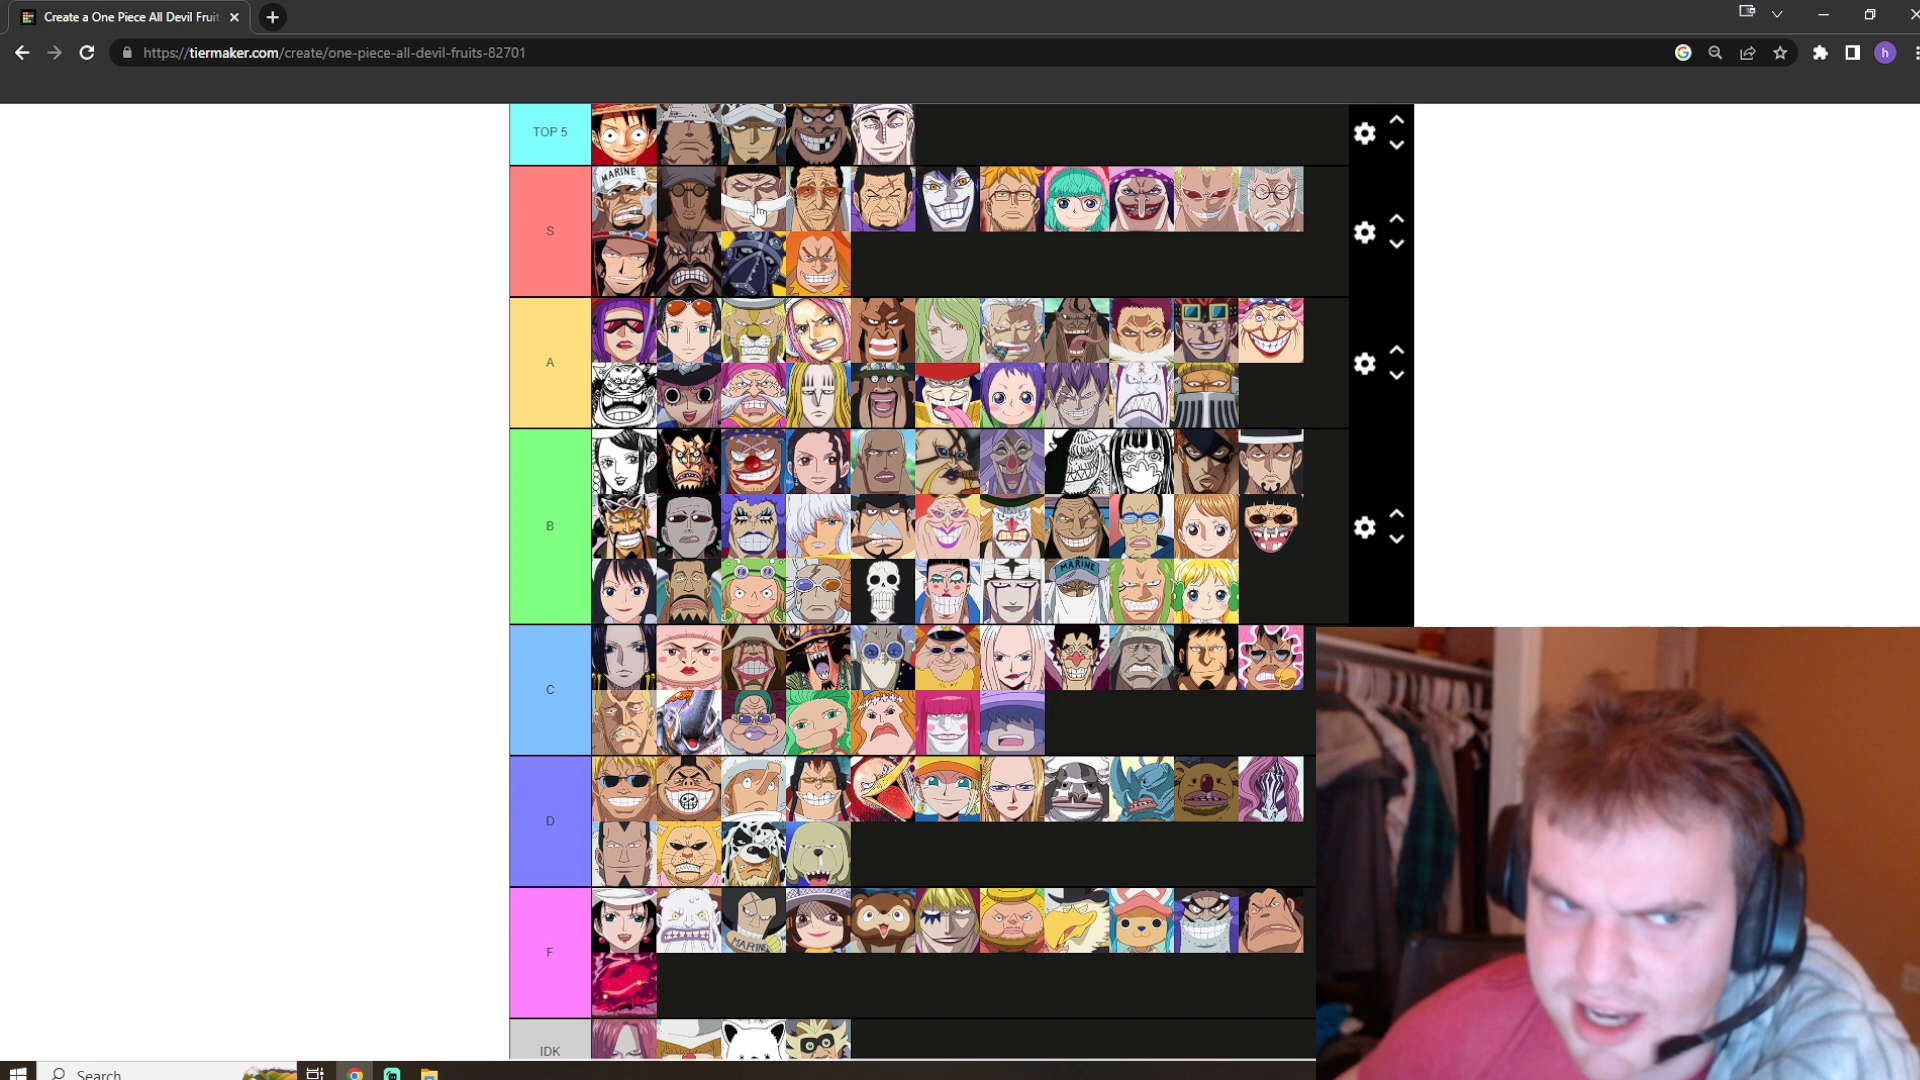 Create a One Piece All Devil Fruit
https://tiermaker.com/create/one-piece-all-devil-fruits-82701
h
TOP 5
MARINE
S
A
B
MARINE
C
D
F
MARINE
IDK
Search